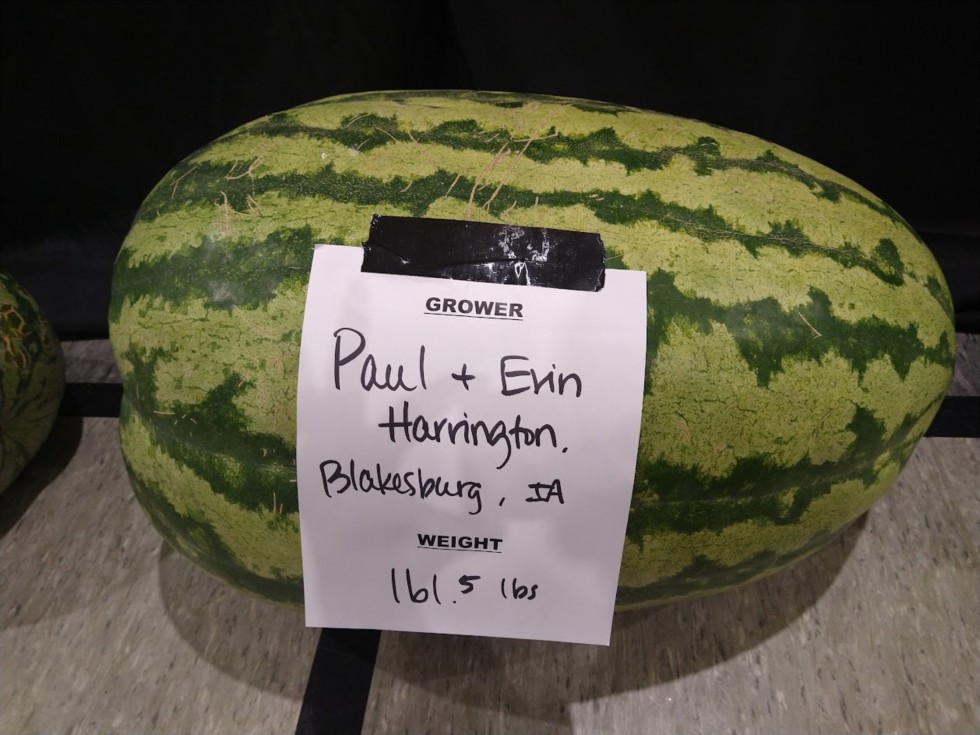 GROWER
Paul + Erin
Harrington.
Blakesburg, IA
WEIGHT
161.5 lbs